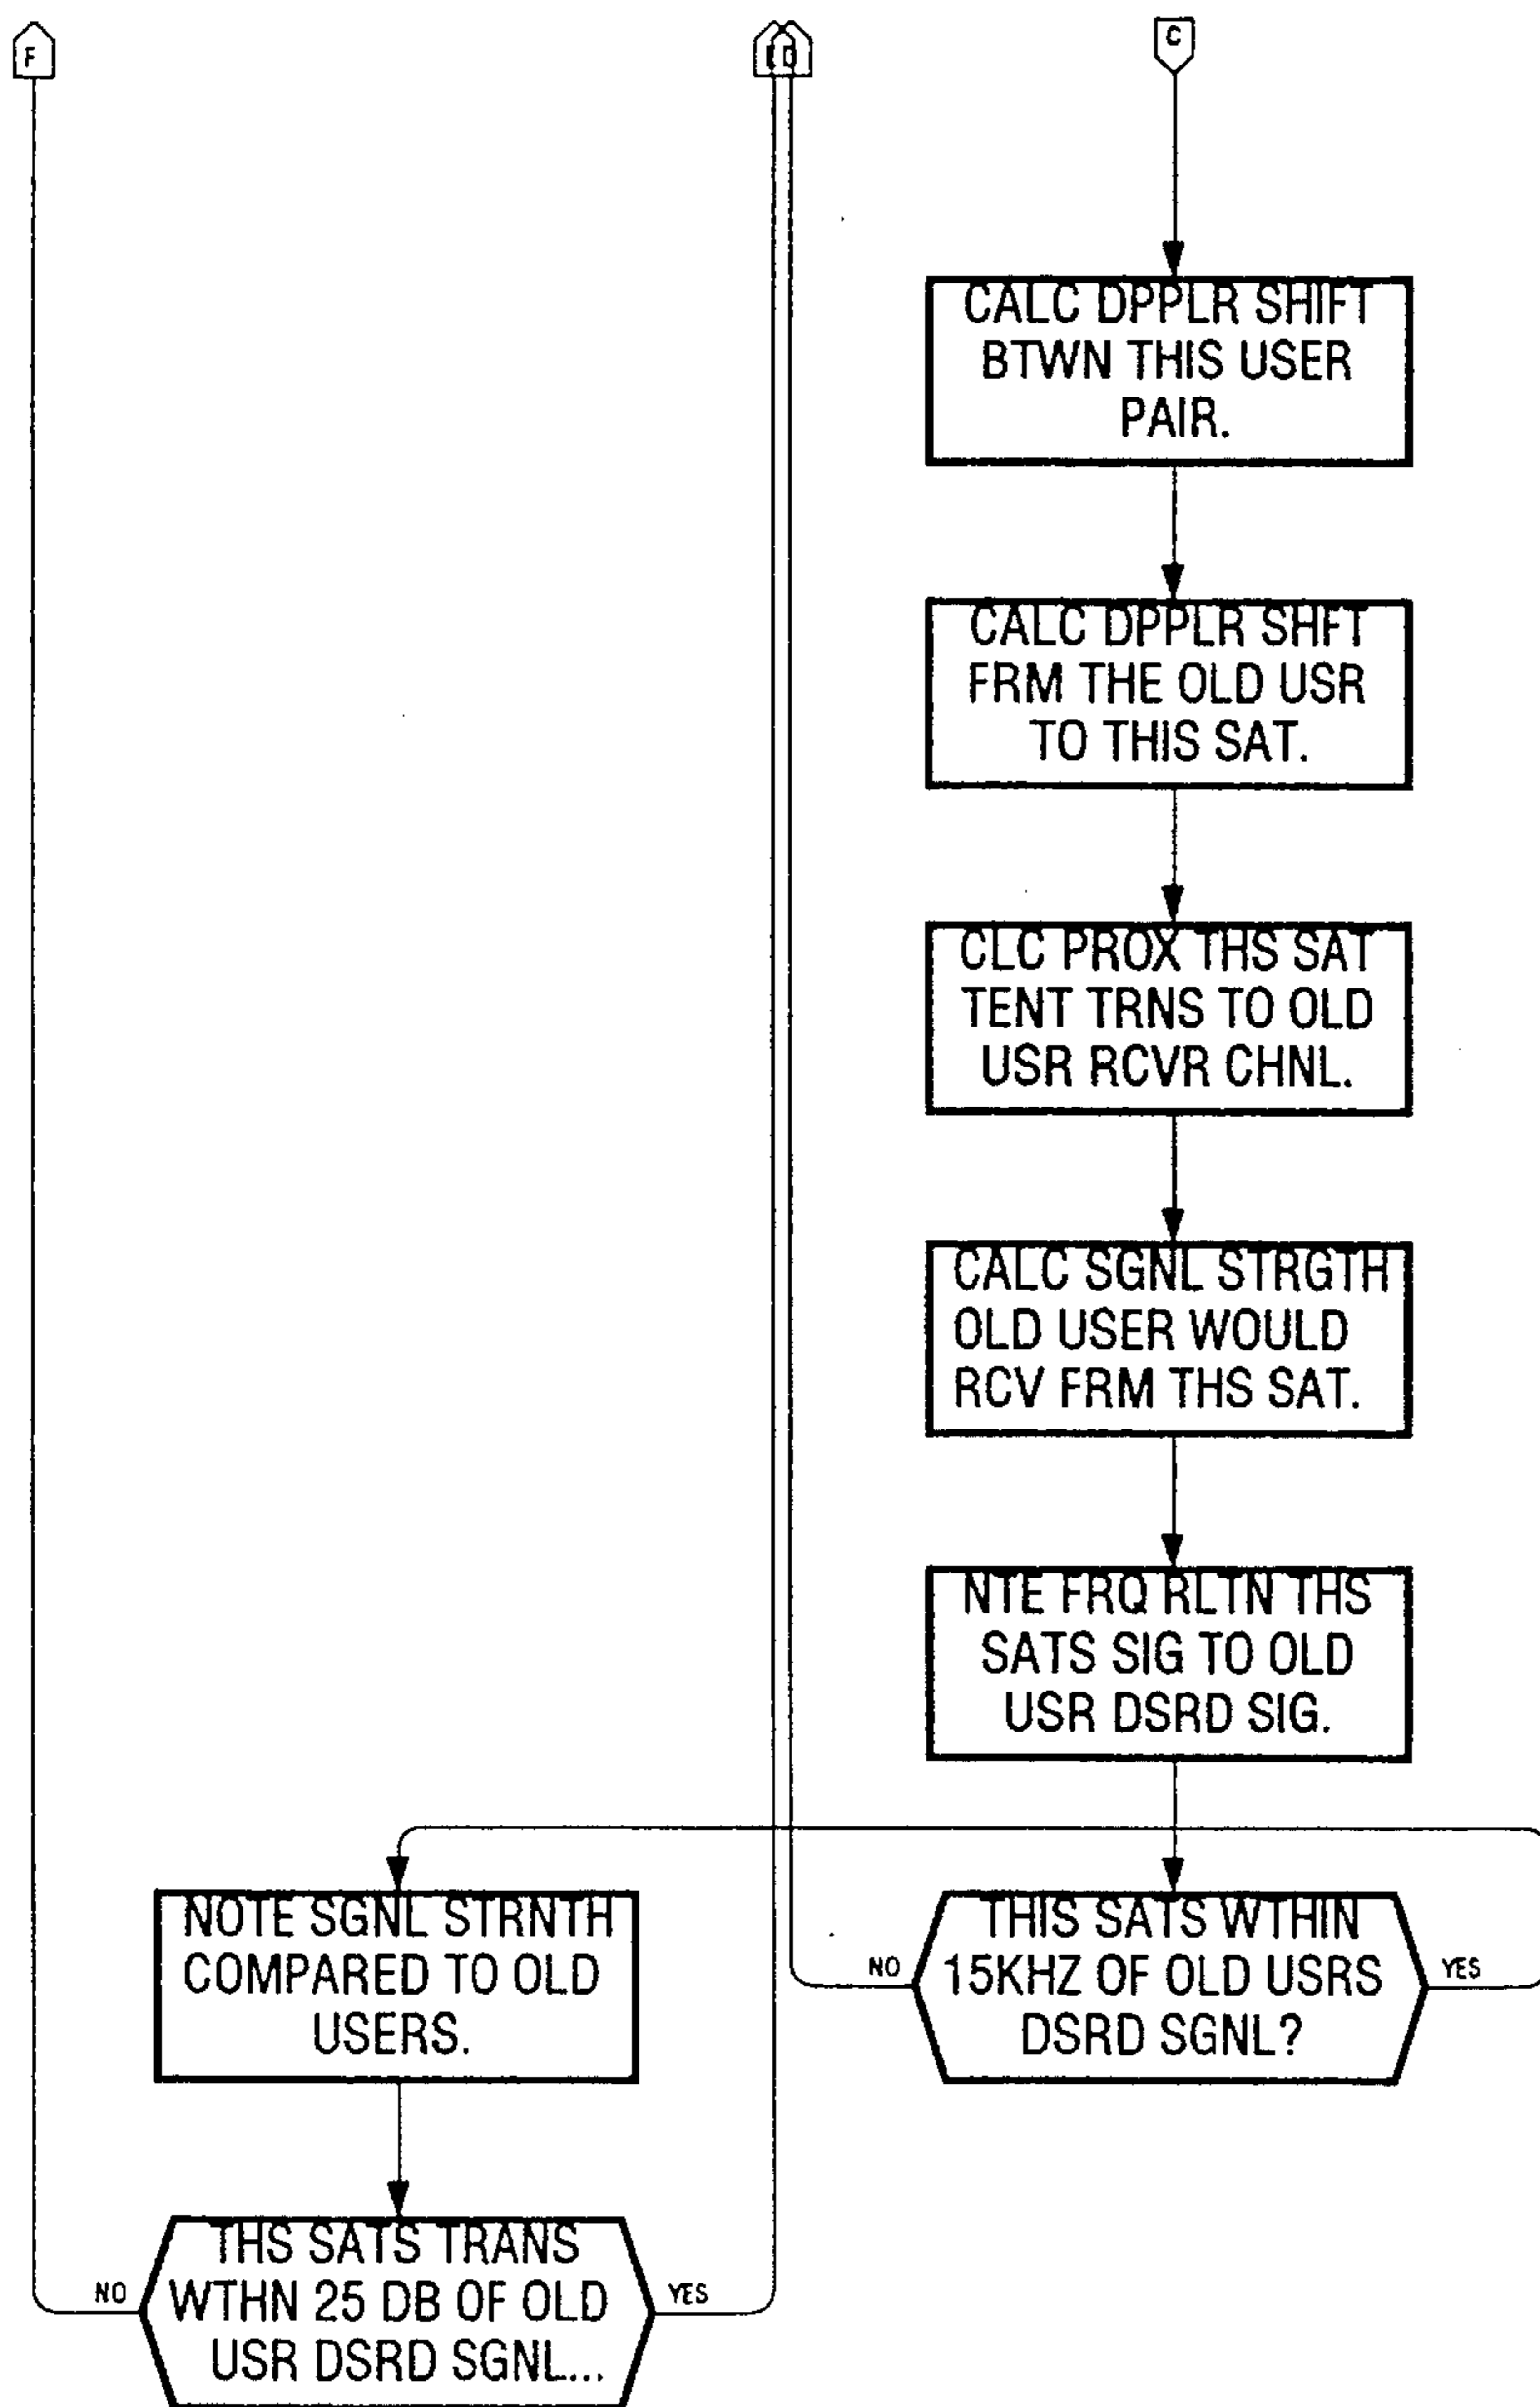 F
D
C
CALC DPPLR SHIFT
BTWN THIS USER
PAIR.
CALC DPPLR SHFT
FRM THE OLD USR
TO THIS SAT.
CLC PROX THS SAT
TENT TRNS TO OLD
USR RCVR CHNL.
CALC SGNL STRGTH
OLD USER WOULD
RCV FRM THS SAT.
NTE FRQ RLTN THS
SATS SIG TO OLD
USR DSRD SIG.
THIS SATS WTHIN
15KHZ OF OLD USRS
DSRD SGNL?
NO
YES
NOTE SGNL STRNTH
COMPARED TO OLD
USERS.
THS SATS TRANS
WTHN 25 DB OF OLD
USR DSRD SGNL...
NO
YES